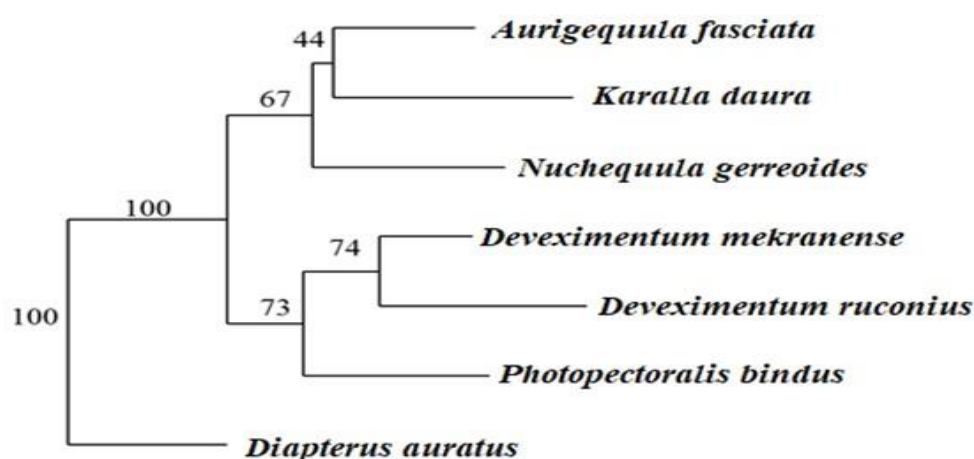 44
Aurigequula fasciata
67
Karalla daura
Nuchequula gerreoides
100
74
Deveximentum mekranense
100
73
Deveximentum ruconius
Photopectoralis bindus
Diapterus auratus